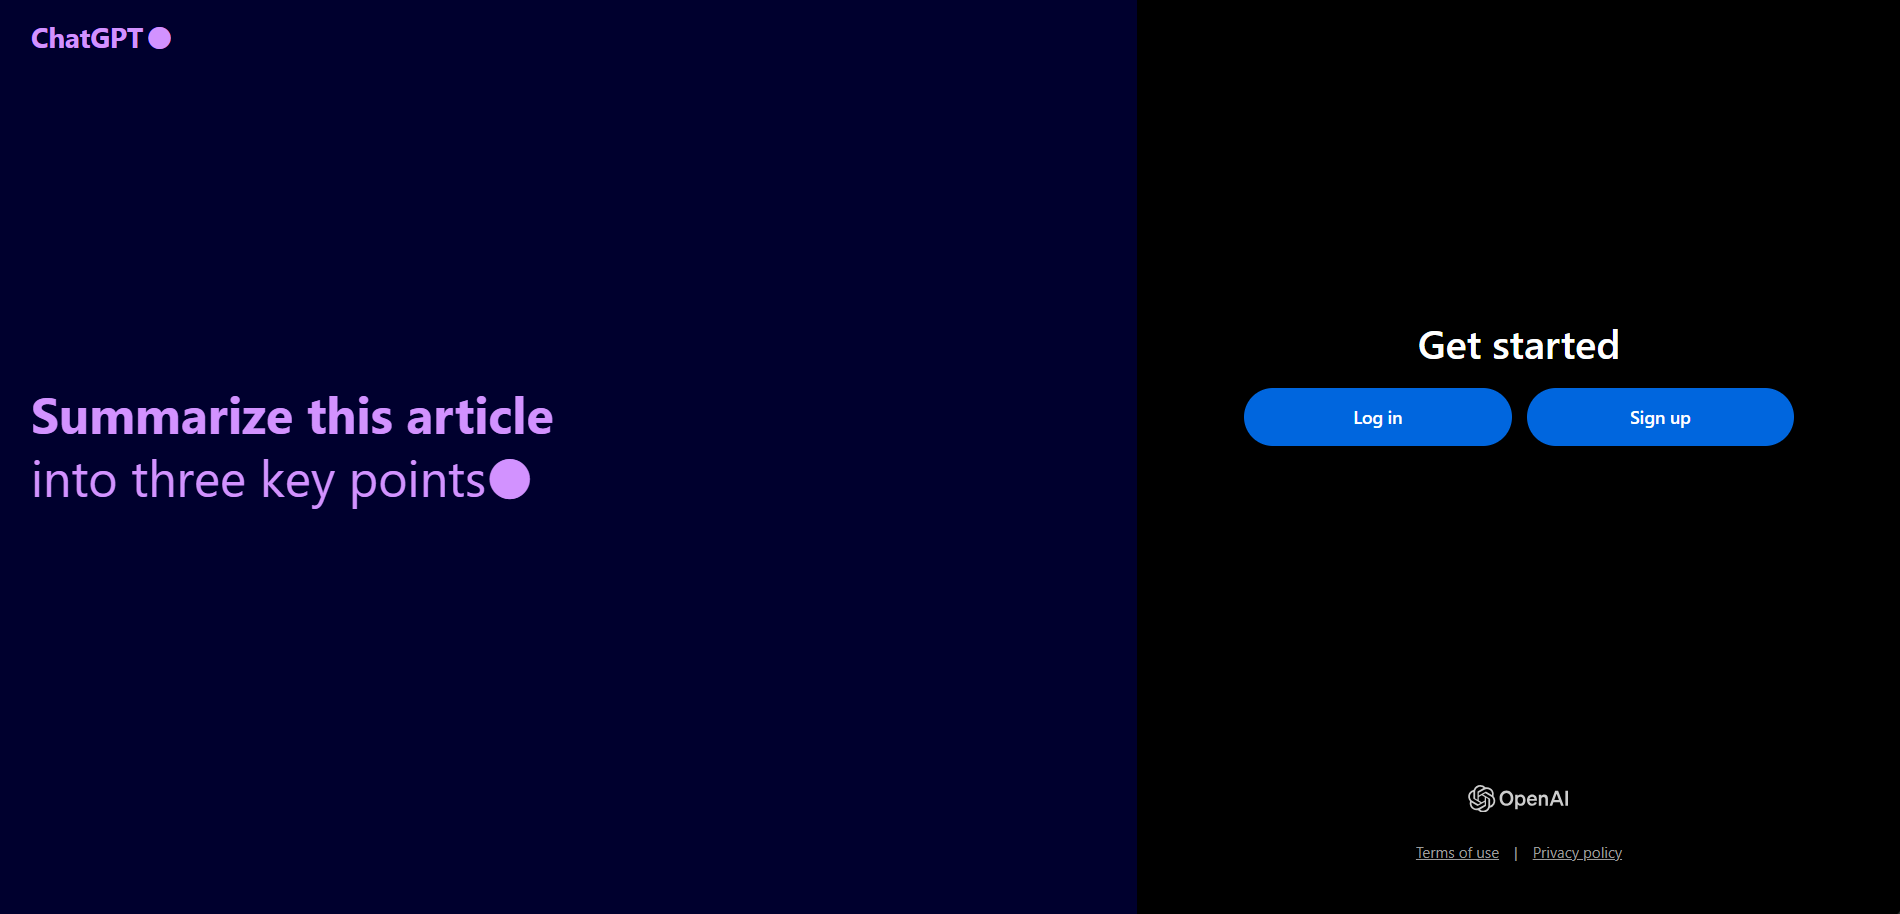 ChatGPT
Summarize this article
into three key points
Get started
Log in
Sign up
OpenAI
Terms of use | Privacy policy